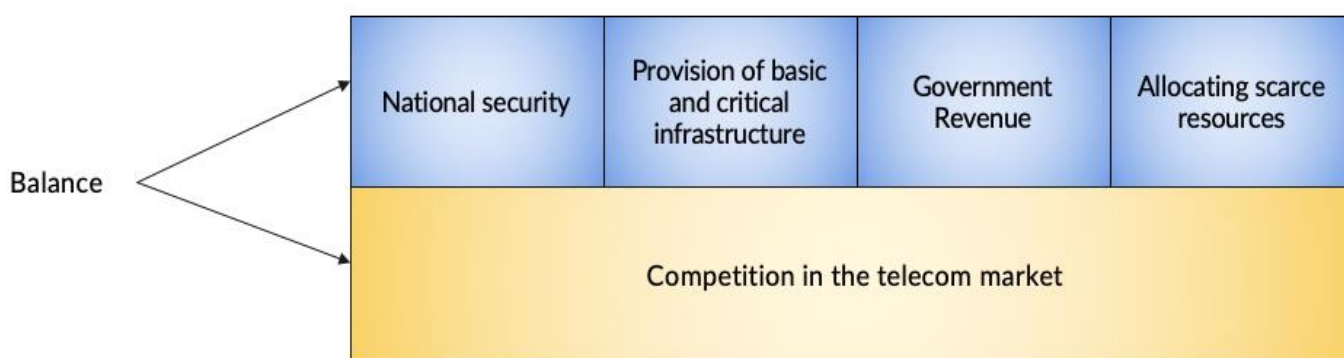 Balance
National security
Provision of basic
and critical
infrastructure
Government
Revenue
Allocating scarce
resources
Competition in the telecom market